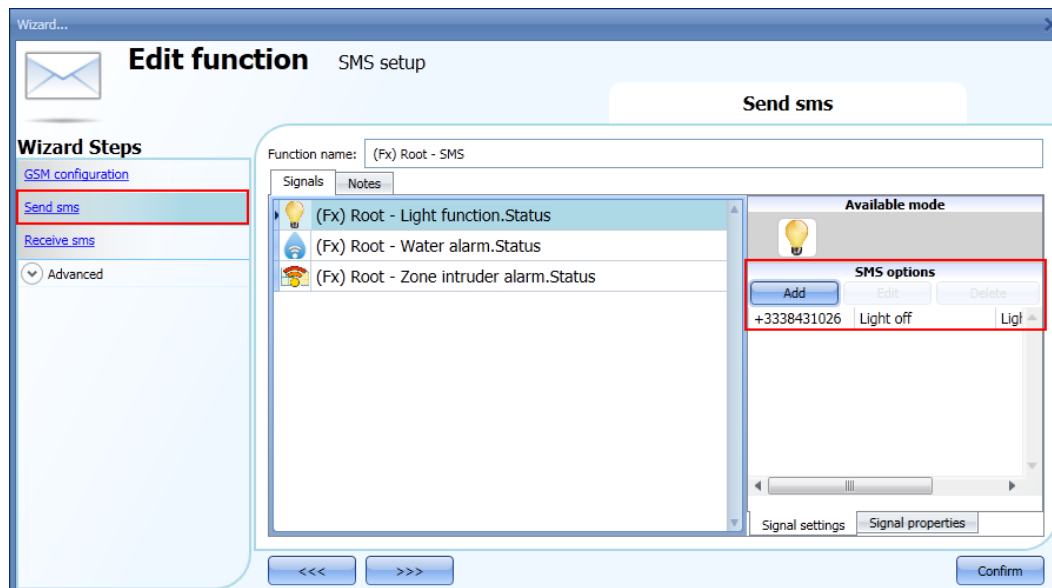 Wizard...
Edit function SMS setup
Send sms
Wizard Steps
GSM configuration
Send sms
Receive sms
Advanced
Function name: (Fx) Root - SMS
Signals Notes
(Fx) Root - Light function.Status
(Fx) Root - Water alarm.Status
(Fx) Root - Zone intruder alarm.Status
Available mode
SMS options
Add Edit Delete
+3338431026 Light off
Signal settings Signal properties
<<< >>> Confirm